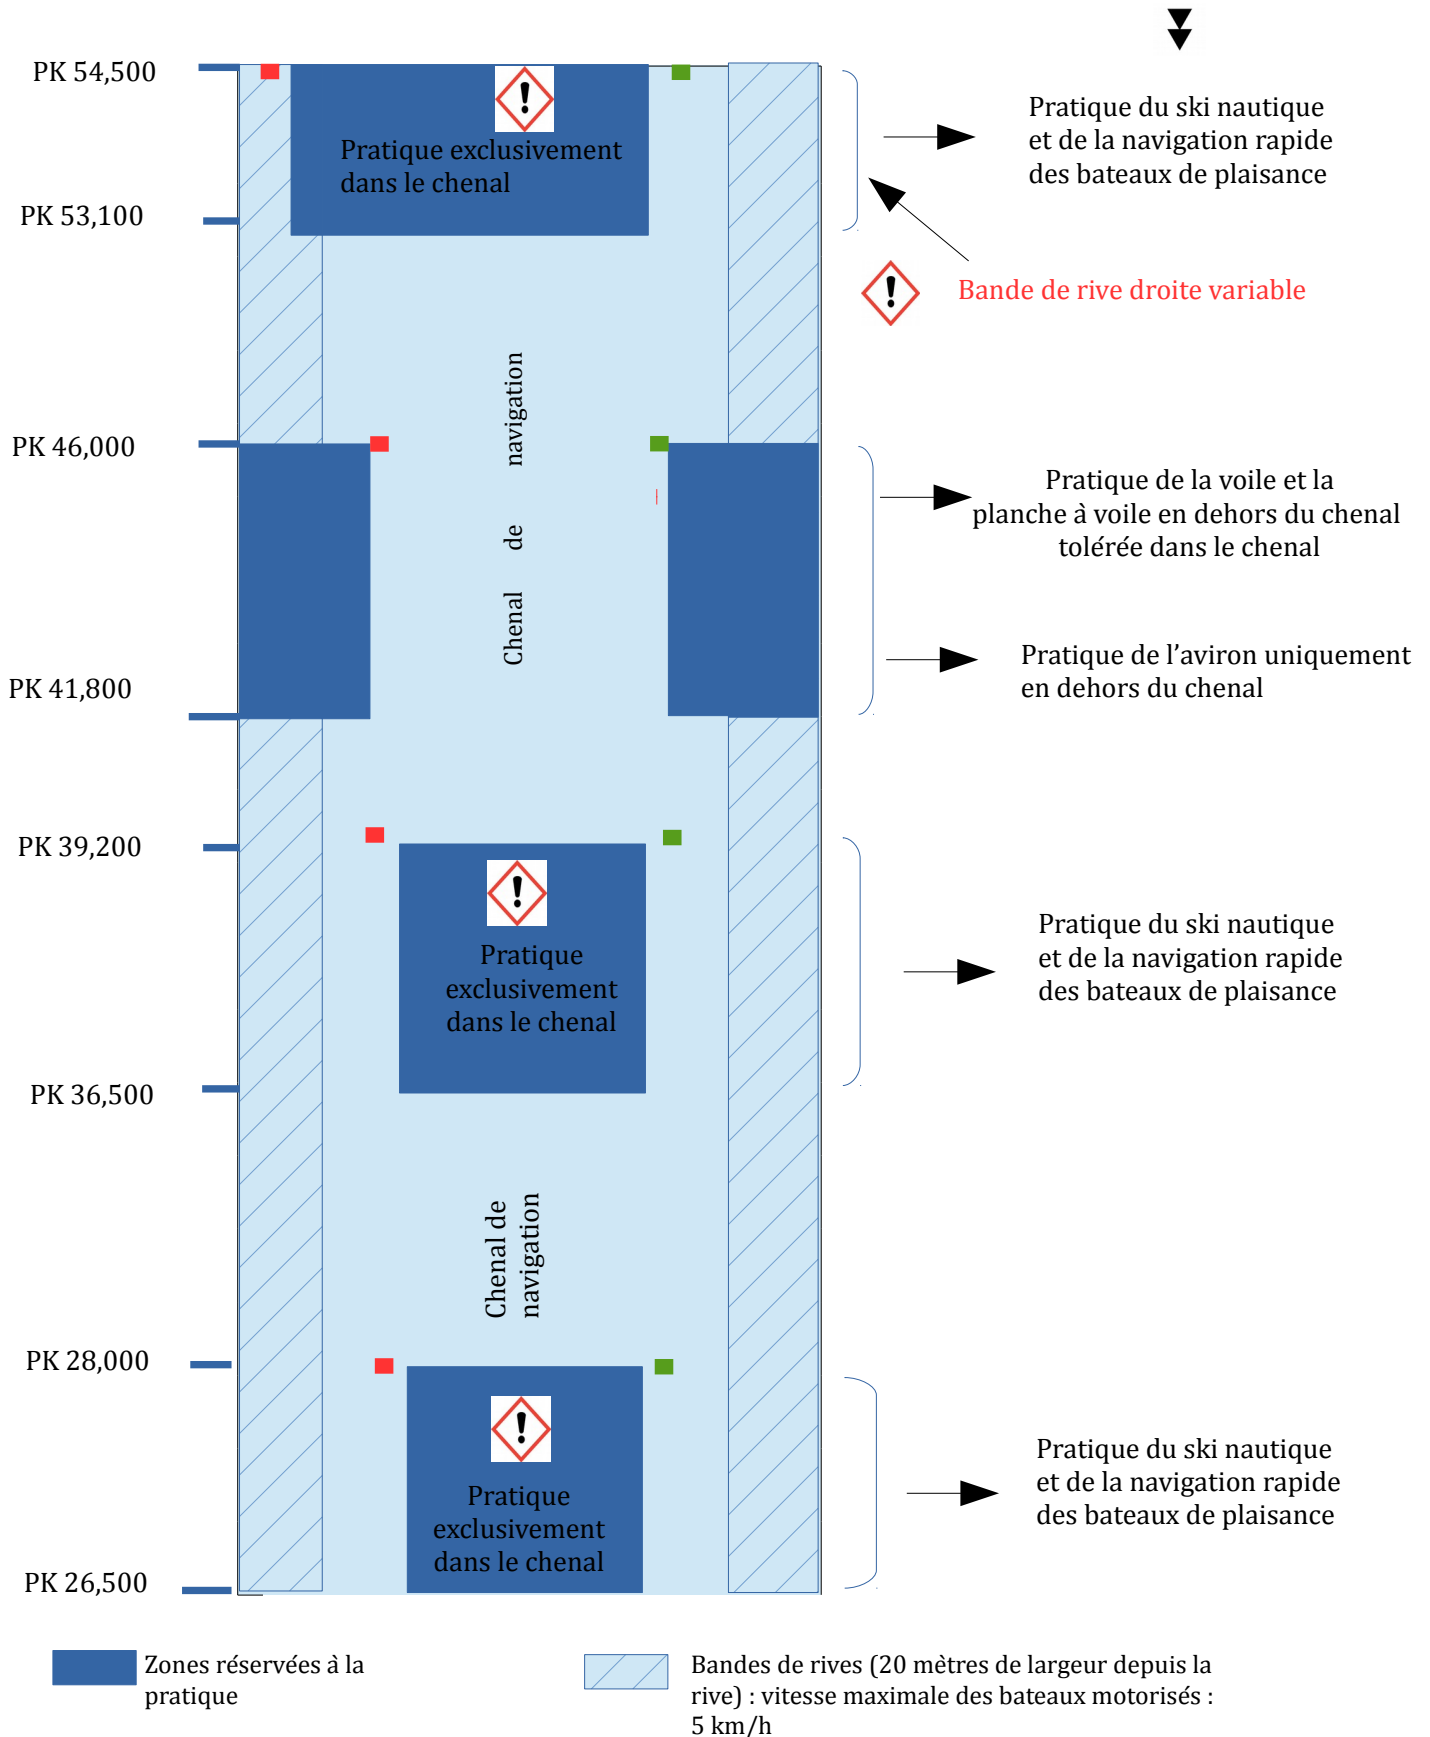 PK 54,500
Pratique exclusivement
dans le chenal
Pratique du ski nautique
et de la navigation rapide
des bateaux de plaisance
PK 53,100
Bande de rive droite variable
Chenal de navigation
PK 46,000
Pratique de la voile et la
planche à voile en dehors du chenal
tolérée dans le chenal
Pratique de l’aviron uniquement
en dehors du chenal
PK 41,800
PK 39,200
Pratique
exclusivement
dans le chenal
Pratique du ski nautique
et de la navigation rapide
des bateaux de plaisance
PK 36,500
Chenal de
navigation
PK 28,000
Pratique
exclusivement
dans le chenal
Pratique du ski nautique
et de la navigation rapide
des bateaux de plaisance
PK 26,500
Zones réservées à la
pratique
Bandes de rives (20 mètres de largeur depuis la
rive) : vitesse maximale des bateaux motorisés :
5 km/h